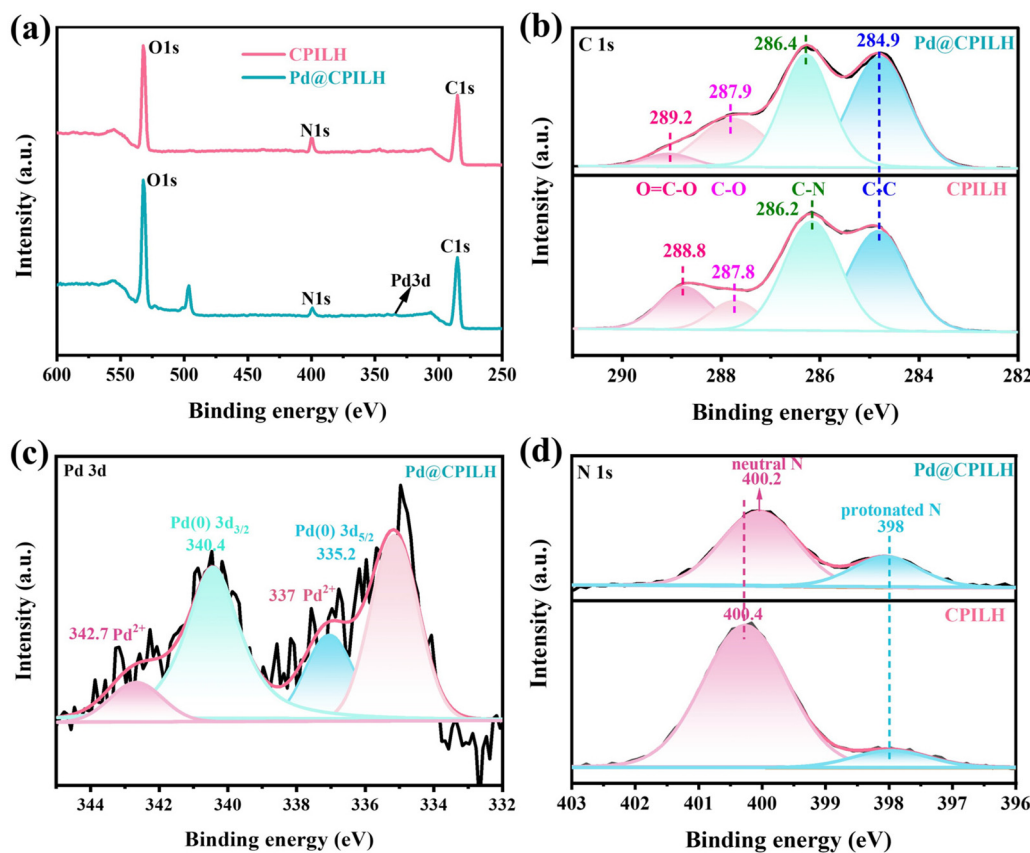 (a)
O1s
CPILH
Pd@CPILH
C1s
N1s
O1s
C1s
N1s
Pd3d
Intensity (a.u.)
600 550 500 450 400 350 300 250
Binding energy (eV)
(b)
C 1s
286.4
284.9
Pd@CPILH
287.9
289.2
O=C-O
C-O
C-N
C-C
CPILH
286.2
288.8
287.8
Intensity (a.u.)
290 288 286 284 282
Binding energy (eV)
(c)
Pd 3d
Pd@CPILH
Pd(0) 3d3/2
340.4
Pd(0) 3d5/2
335.2
337 Pd2+
342.7 Pd2+
Intensity (a.u.)
344 342 340 338 336 334 332
Binding energy (eV)
(d)
N 1s
neutral N
400.2
Pd@CPILH
protonated N
398
400.4
CPILH
Intensity (a.u.)
403 402 401 400 399 398 397 396
Binding energy (eV)